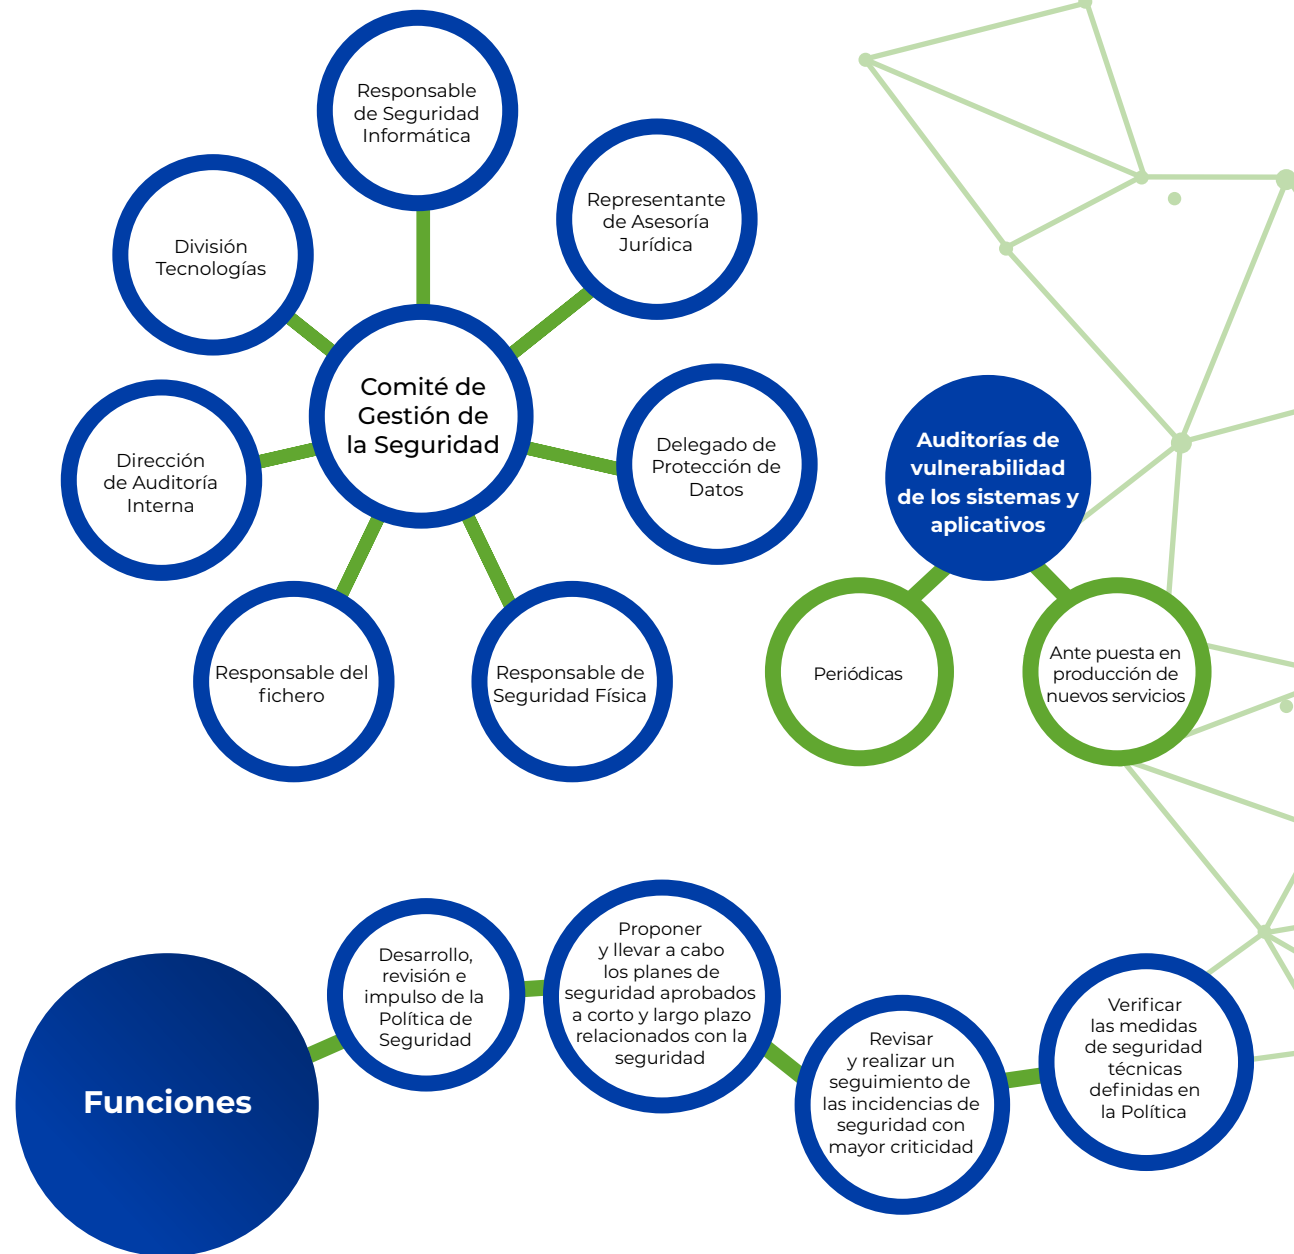 Responsable
de Seguridad
Informática
Representante
de Asesoría
Jurídica
División
Tecnologías
Comité de
Gestión de
la Seguridad
Delegado de
Protección de
Datos
Dirección
de Auditoría
Interna
Responsable del
fichero
Responsable de
Seguridad Física
Auditorías de
vulnerabilidad
de los sistemas y
aplicativos
Periódicas
Ante puesta en
producción de
nuevos servicios
Funciones
Desarrollo,
revisión e
impulso de la
Política de
Seguridad
Proponer
y llevar a cabo
los planes de
seguridad aprobados
a corto y largo plazo
relacionados con la
seguridad
Revisar
y realizar un
seguimiento de
las incidencias de
seguridad con
mayor criticidad
Verificar
las medidas
de seguridad
técnicas
definidas en
la Política